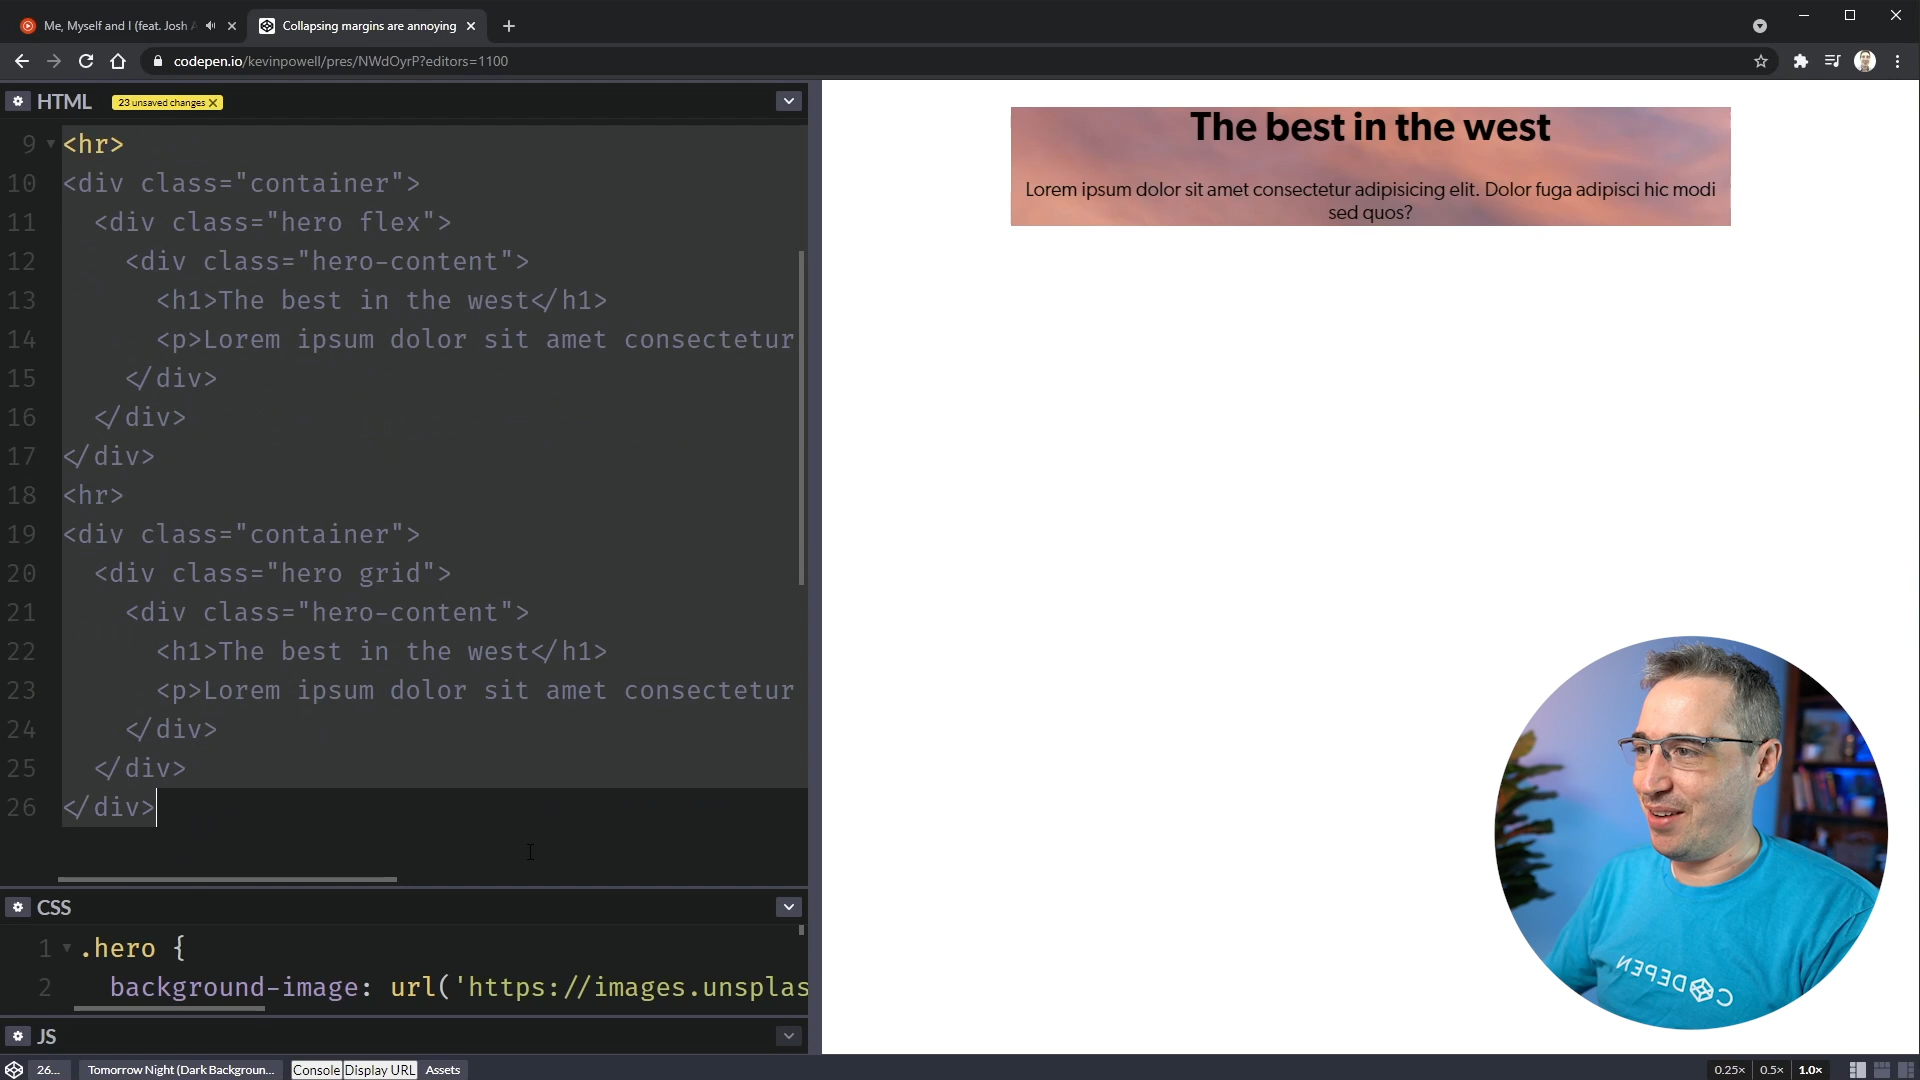 Me, Myself and I (feat. Josh
Collapsing margins are annoying
codepen.io/kevinpowell/pres/NWdOyrP?editors=1100
HTML
23 unsaved changes
9 <hr>
10 <div class="container">
11 <div class="hero flex">
12 <div class="hero-content">
13 <h1>The best in the west</h1>
14 <p>Lorem ipsum dolor sit amet consectetur
15 </div>
16 </div>
17 </div>
18 <hr>
19 <div class="container">
20 <div class="hero grid">
21 <div class="hero-content">
22 <h1>The best in the west</h1>
23 <p>Lorem ipsum dolor sit amet consectetur
24 </div>
25 </div>
26 </div>
CSS
1 .hero {
2 background-image: url('https://images.unsplas
JS
26...
Tomorrow Night (Dark Backgroun...
Console
Display URL
Assets
The best in the west
Lorem ipsum dolor sit amet consectetur adipisicing elit. Dolor fuga adipisci hic modi
sed quos?
CODEPEN
0.25×
0.5×
1.0×